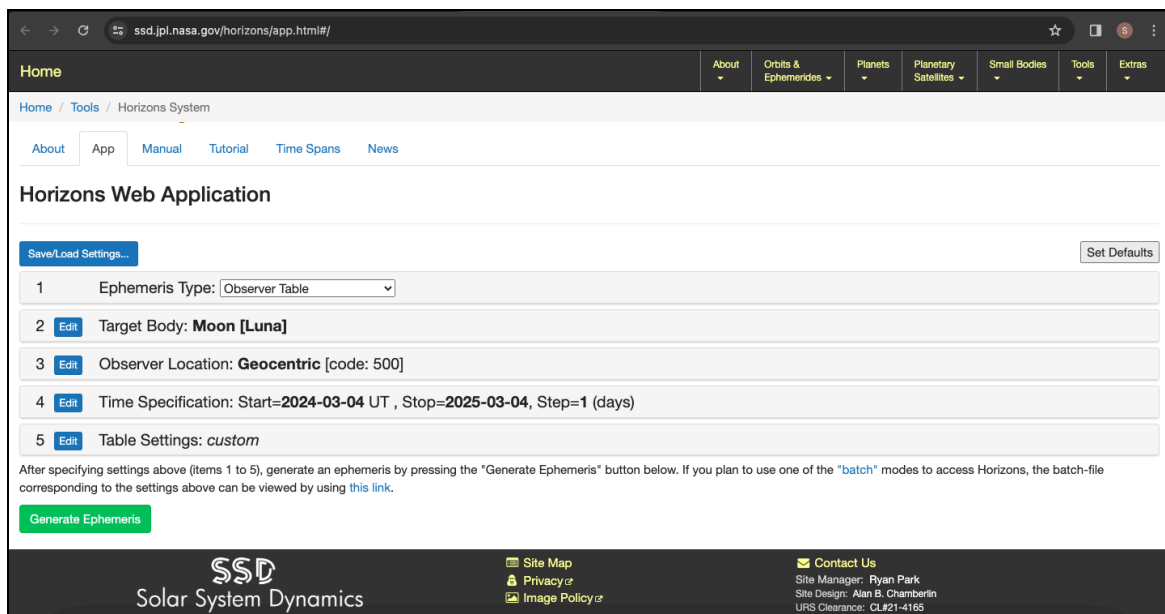 ssd.jpl.nasa.gov/horizons/app.html#/
S
Home
About
Orbits & Ephemerides
Planets
Planetary Satellites
Small Bodies
Tools
Extras
Home / Tools / Horizons System
About App Manual Tutorial Time Spans News
Horizons Web Application
Save/Load Settings...
Set Defaults
1 Ephemeris Type: Observer Table
2 Edit Target Body: Moon [Luna]
3 Edit Observer Location: Geocentric [code: 500]
4 Edit Time Specification: Start=2024-03-04 UT , Stop=2025-03-04, Step=1 (days)
5 Edit Table Settings: custom
After specifying settings above (items 1 to 5), generate an ephemeris by pressing the "Generate Ephemeris" button below. If you plan to use one of the "batch" modes to access Horizons, the batch-file
corresponding to the settings above can be viewed by using this link.
Generate Ephemeris
SSD
Solar System Dynamics
Site Map
Privacy
Image Policy
Contact Us
Site Manager: Ryan Park
Site Design: Alan B. Chamberlin
URS Clearance: CL#21-4165